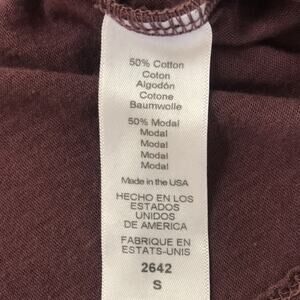 50% Cotton
Coton
Algodón
Cotone
Baumwolle
50% Modal
Modal
Modal
Modal
Modal
Made in the USA
HECHO EN LOS
ESTADOS
UNIDOS
DE AMERICA
FABRIQUE EN
ESTATS-UNIS
2642
S